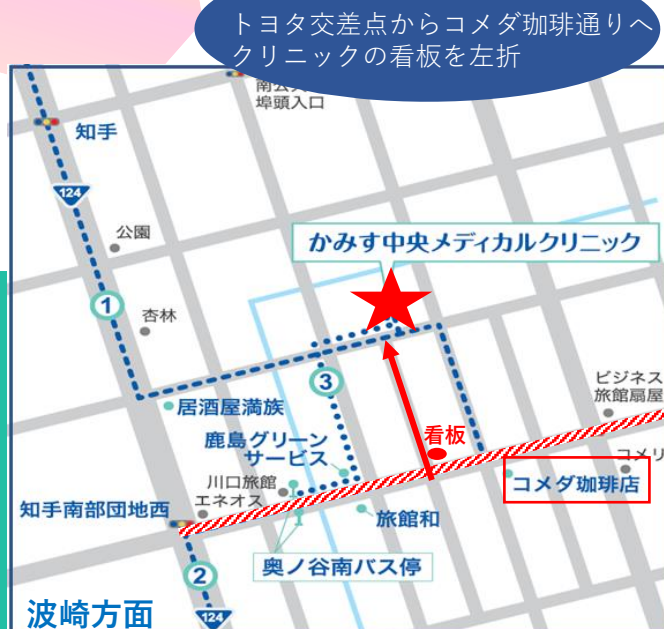 トヨタ交差点からコメダ珈琲通りへ
クリニックの看板を左折
埠頭入口
知手
124
公園
かみす中央メディカルクリニック
1
杏林
3
ビジネス
旅館扇屋
居酒屋満族
看板
鹿島グリーン
サービス
コメリ
コメダ珈琲店
川口旅館
エネオス
知手南部団地西
旅館和
奥ノ谷南バス停
2
波崎方面
124